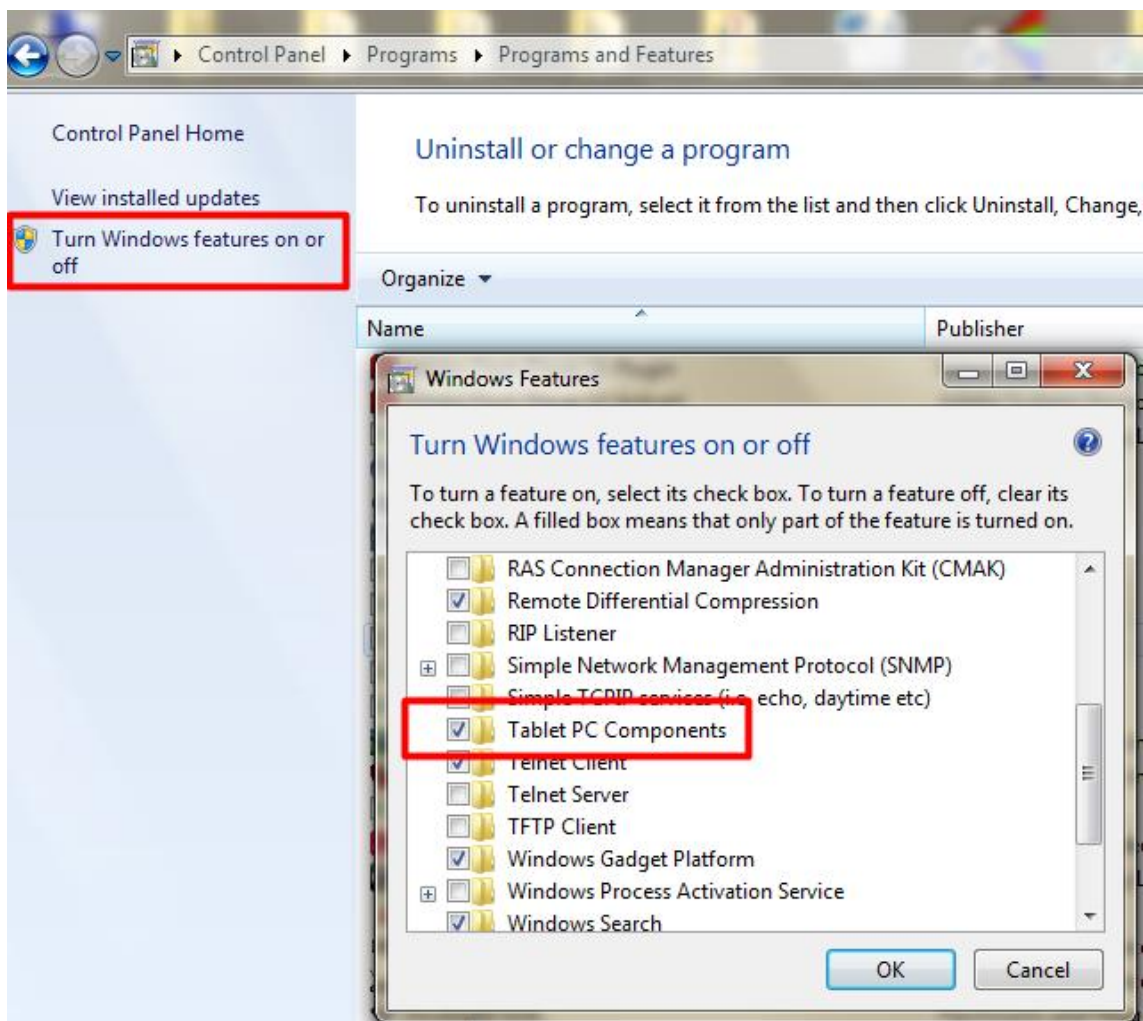 Control Panel Programs Programs and Features
Control Panel Home
View installed updates
Turn Windows features on or
off
Uninstall or change a program
To uninstall a program, select it from the list and then click Uninstall, Change,
Organize
Name Publisher
Windows Features
Turn Windows features on or off
To turn a feature on, select its check box. To turn a feature off, clear its
check box. A filled box means that only part of the feature is turned on.
RAS Connection Manager Administration Kit (CMAK)
Remote Differential Compression
RIP Listener
Simple Network Management Protocol (SNMP)
Simple TCPIP services (i.e. echo, daytime etc)
Tablet PC Components
Telnet Client
Telnet Server
TFTP Client
Windows Gadget Platform
Windows Process Activation Service
Windows Search
OK Cancel